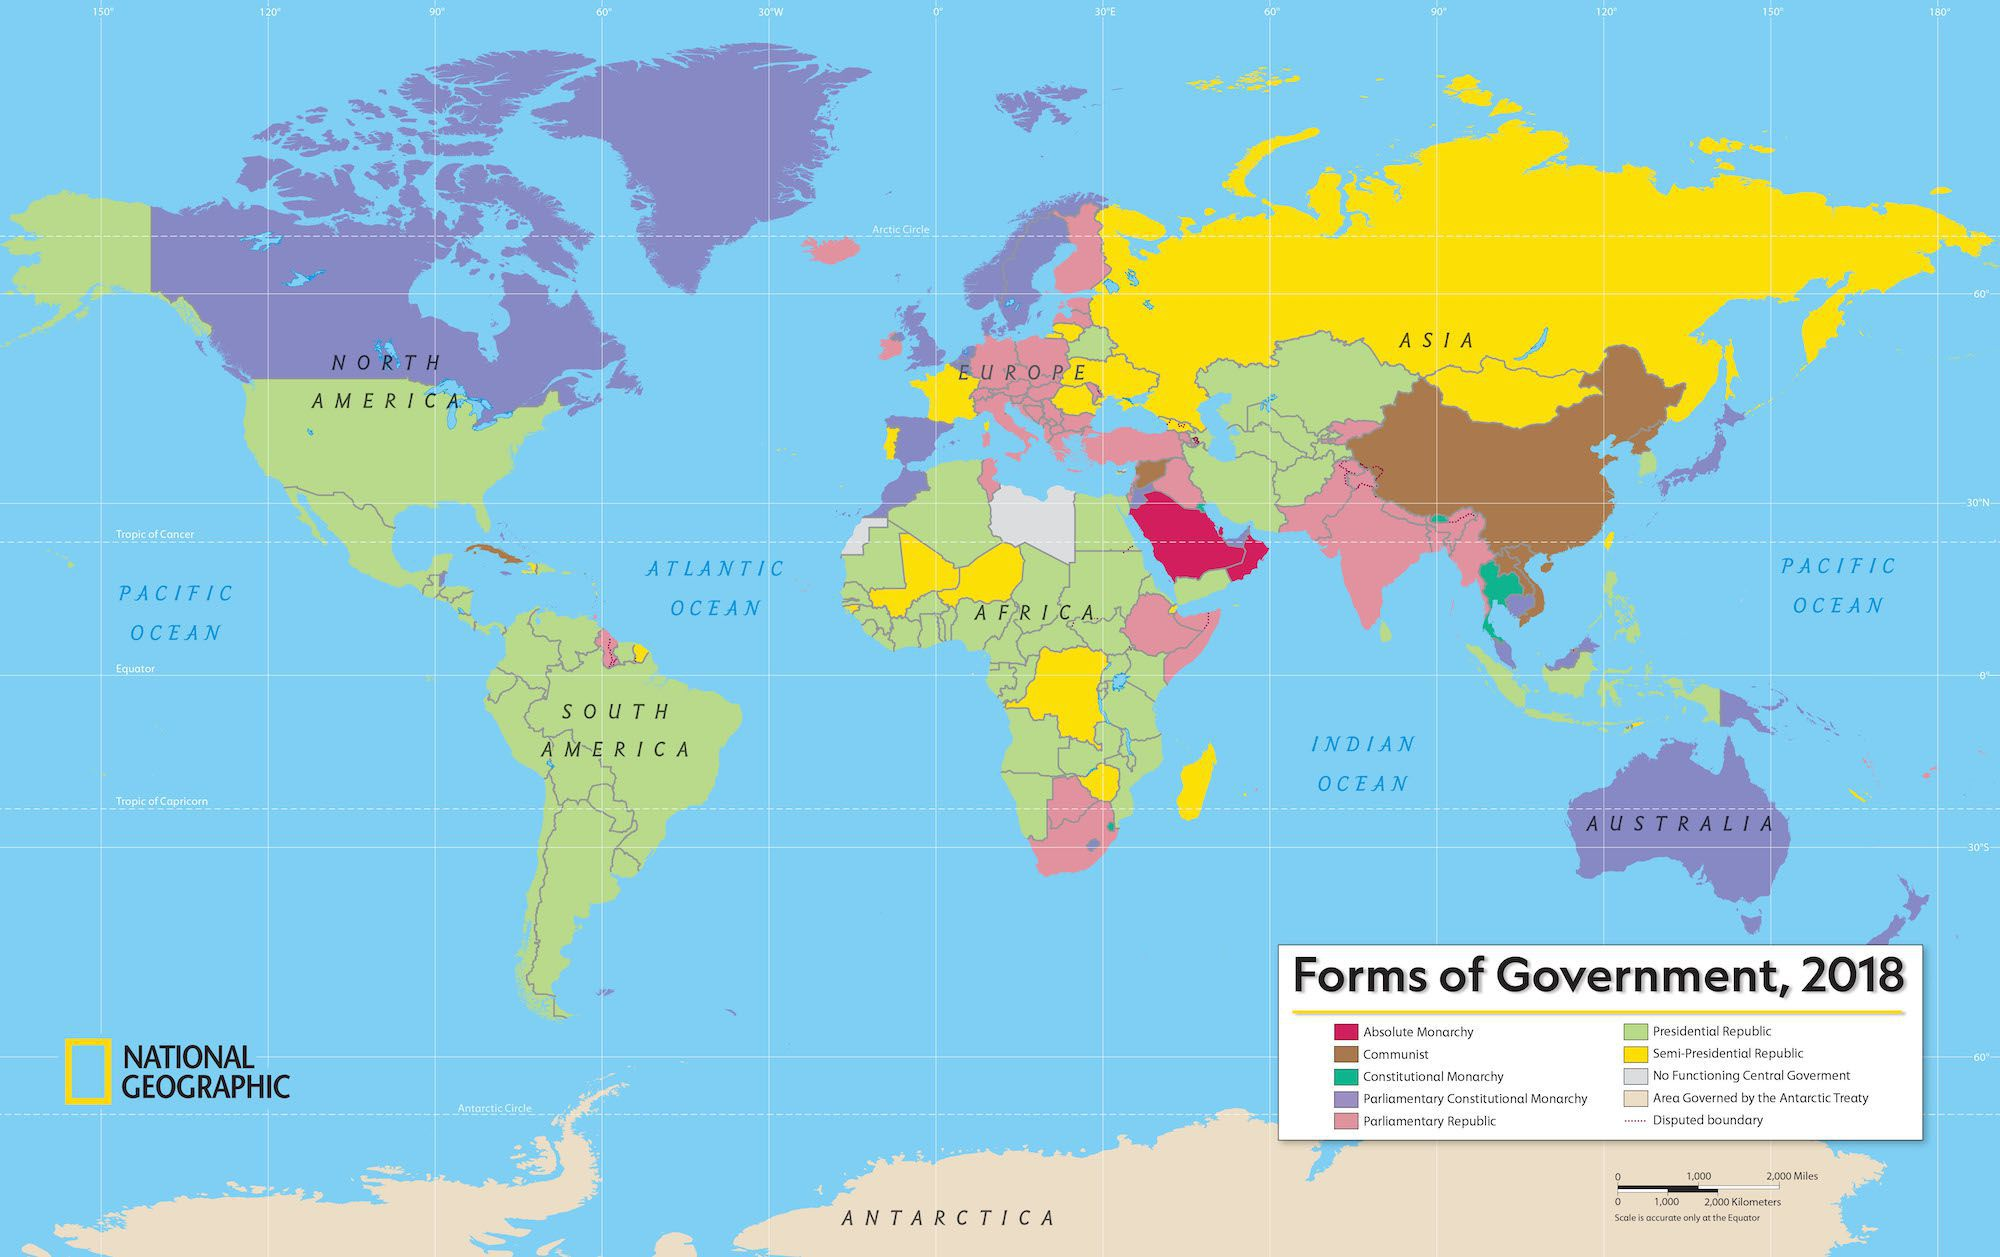 150°
120°
90°
60°
30°W
0°
30°E
60°
90°
120°
150°
180°
Arctic Circle
60°
ASIA
NORTH
AMERICA
EUROPE
30°N
Tropic of Cancer
ATLANTIC
OCEAN
PACIFIC
OCEAN
PACIFIC
OCEAN
AFRICA
Equator
0°
SOUTH
AMERICA
INDIAN
OCEAN
Tropic of Capricorn
AUSTRALIA
30°S
Forms of Government, 2018
Absolute Monarchy
Communist
Constitutional Monarchy
Parliamentary Constitutional Monarchy
Parliamentary Republic
Presidential Republic
Semi-Presidential Republic
No Functioning Central Goverment
Area Governed by the Antarctic Treaty
Disputed boundary
NATIONAL
GEOGRAPHIC
60°
Antarctic Circle
0 1,000 2,000 Miles
0 1,000 2,000 Kilometers
Scale is accurate only at the Equator
ANTARCTICA